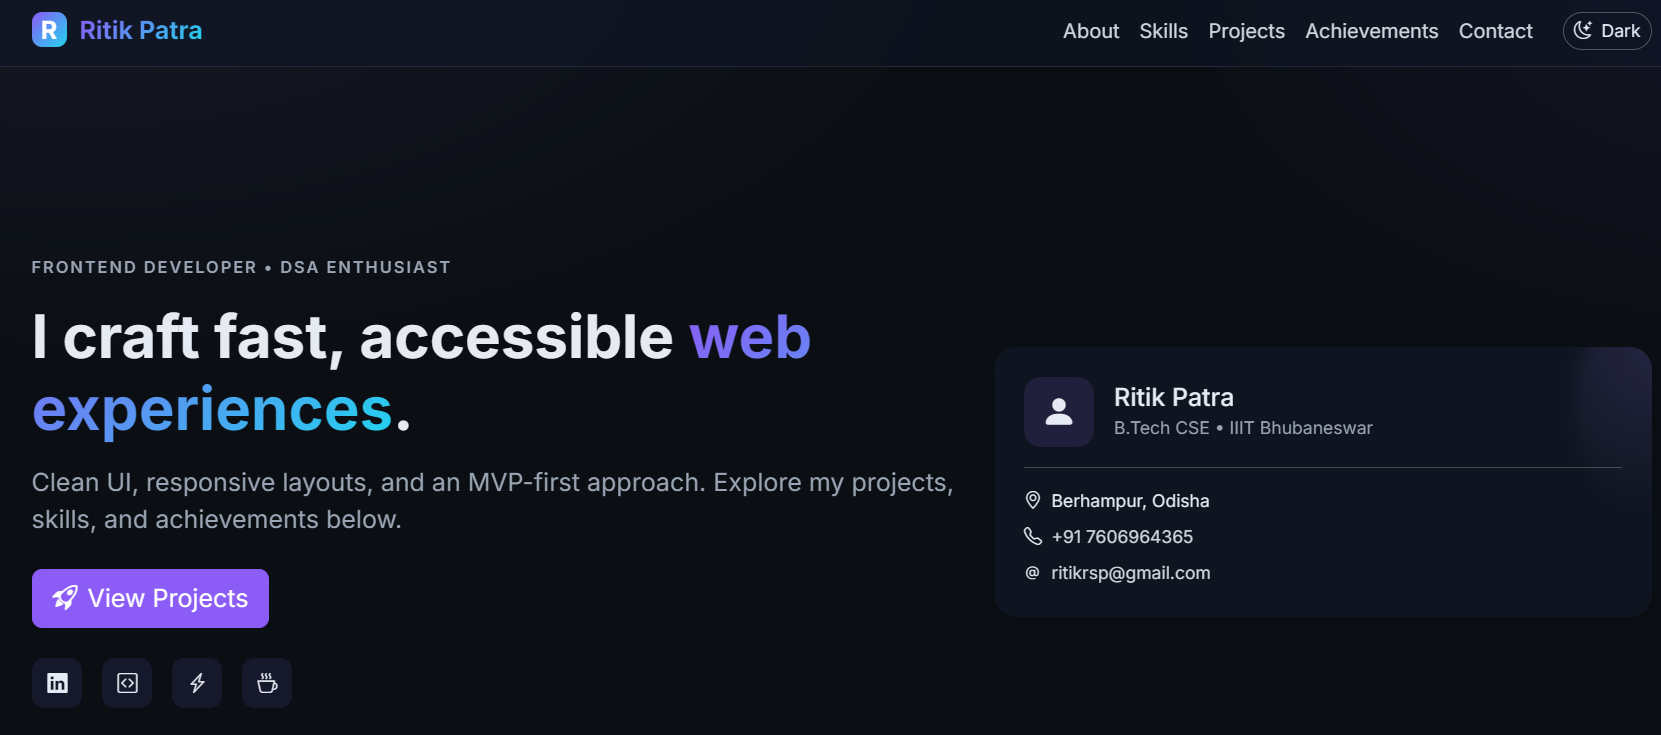 R Ritik Patra
About Skills Projects Achievements Contact Dark
FRONTEND DEVELOPER • DSA ENTHUSIAST
I craft fast, accessible web
experiences.
Clean UI, responsive layouts, and an MVP-first approach. Explore my projects,
skills, and achievements below.
View Projects
in
Ritik Patra
B.Tech CSE • IIIT Bhubaneswar
Berhampur, Odisha
+91 7606964365
@ ritikrsp@gmail.com